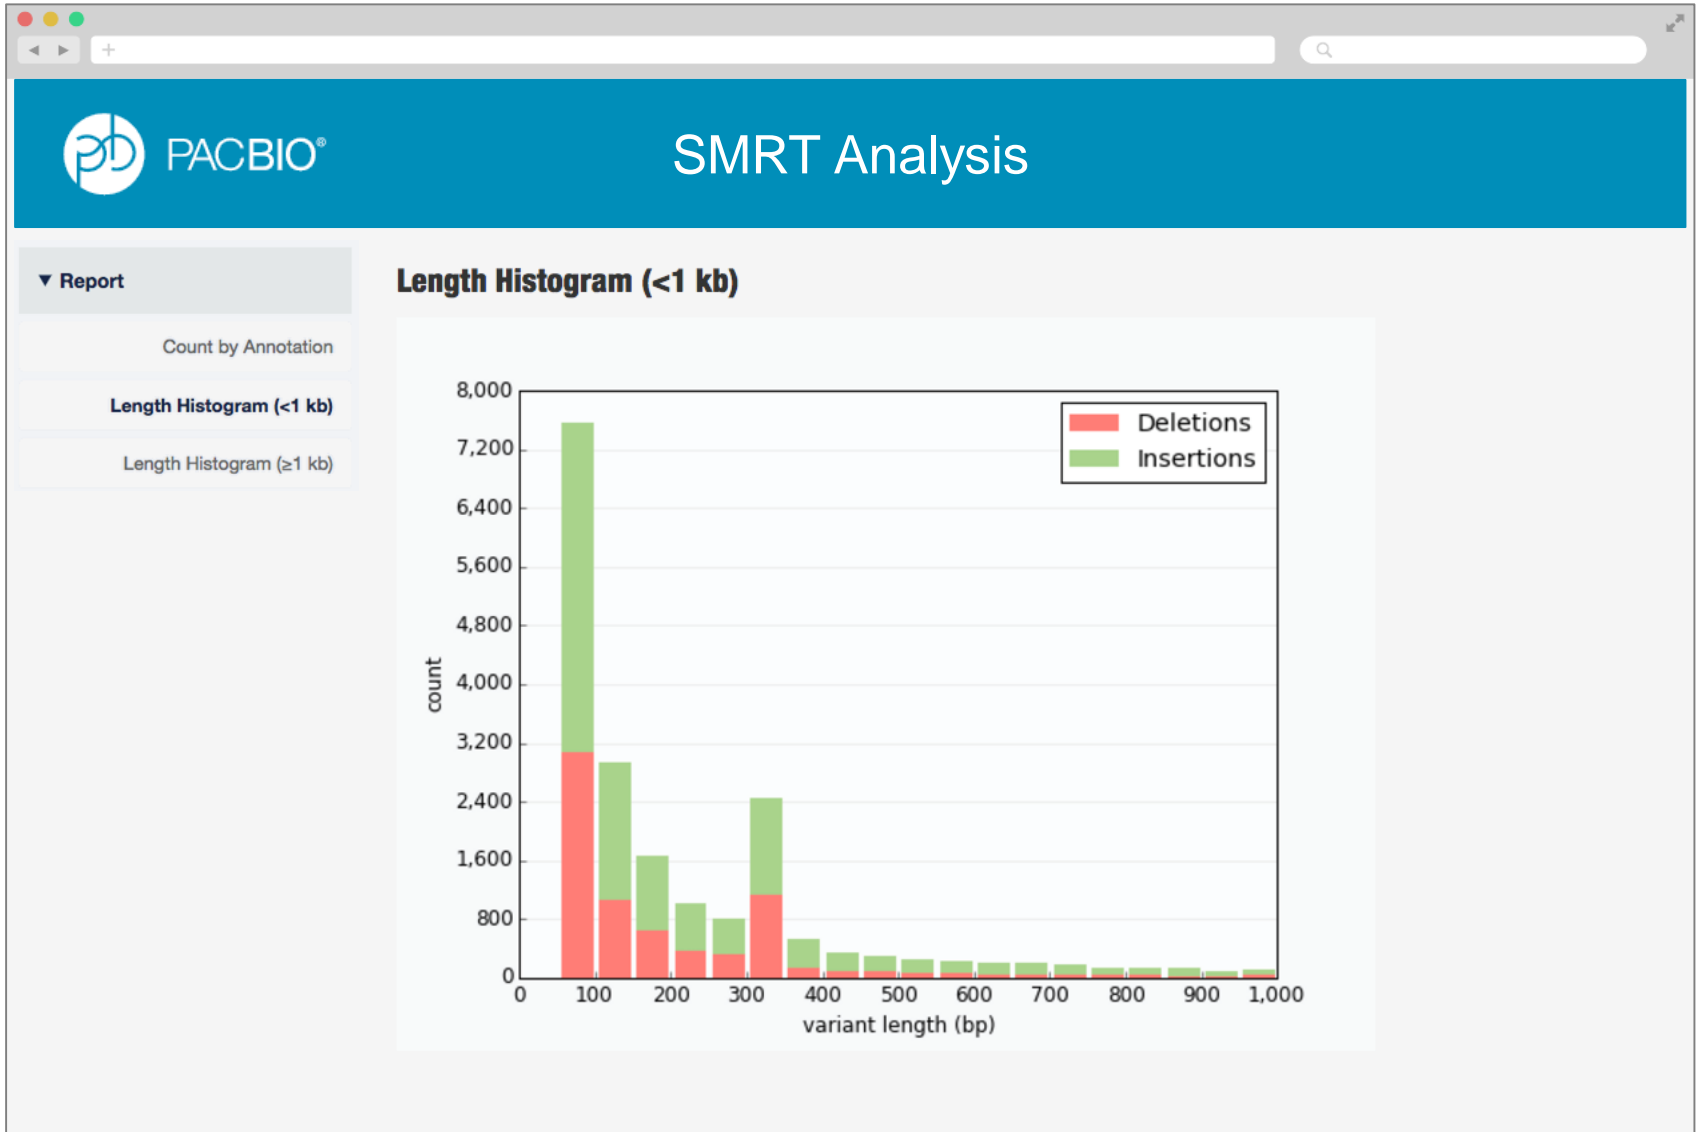 PACBIO®
SMRT Analysis
▼ Report
Count by Annotation
Length Histogram (<1 kb)
Length Histogram (≥1 kb)
Length Histogram (<1 kb)
8,000
7,200
6,400
5,600
4,800
4,000
3,200
2,400
1,600
800
0
count
Deletions
Insertions
0 100 200 300 400 500 600 700 800 900 1,000
variant length (bp)